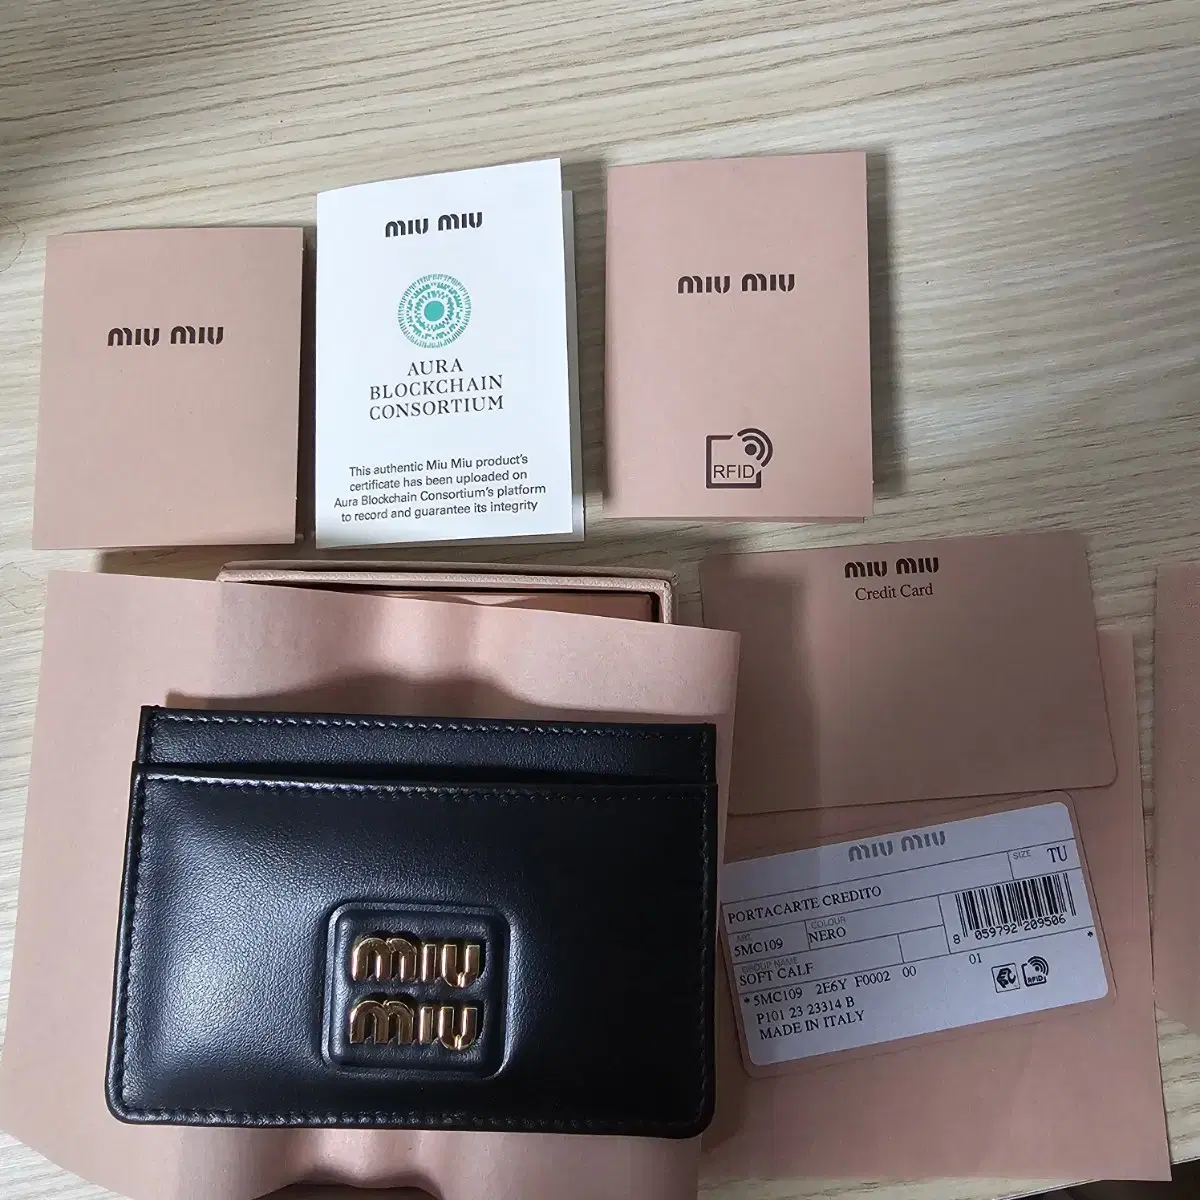 miu miu
miu miu
AURA
BLOCKCHAIN
CONSORTIUM
This authentic Miu Miu product's
certificate has been uploaded on
Aura Blockchain Consortium's platform
to record and guarantee its integrity
miu miu
RFID
miu miu
Credit Card
miu
miu
miu miu
SIZE TU
PORTACARTE CREDITO
ART. COLOUR
5MC109 NERO
8 059792 209506
GROUP NAME
SOFT CALF
*5MC109 2E6Y F0002 00 01 *
P101 23 23314 B
RFID
MADE IN ITALY